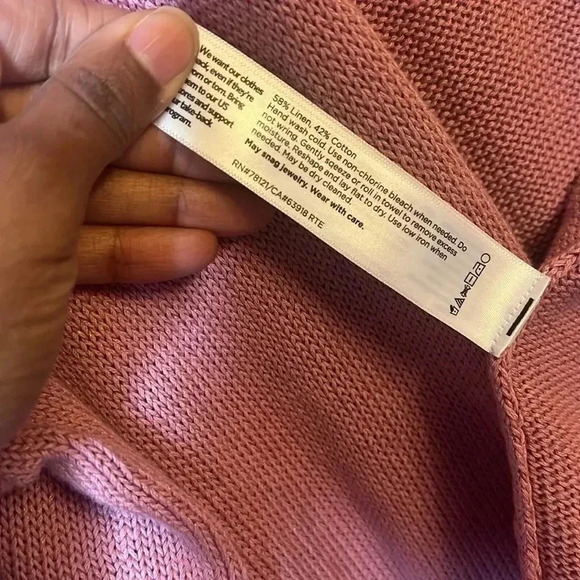 We want our clothes
back, even if they're
worn or torn. Bring
them to our US
stores and support
our take-back
program.
58% Linen, 42% Cotton
Hand wash cold. Use non-chlorine bleach when needed. Do
not wring. Gently squeeze or roll in towel to remove excess
moisture. Reshape and lay flat to dry. Use low iron when
needed. May be dry cleaned.
May snag jewelry. Wear with care.
RN#78121/CA#63918 RTE